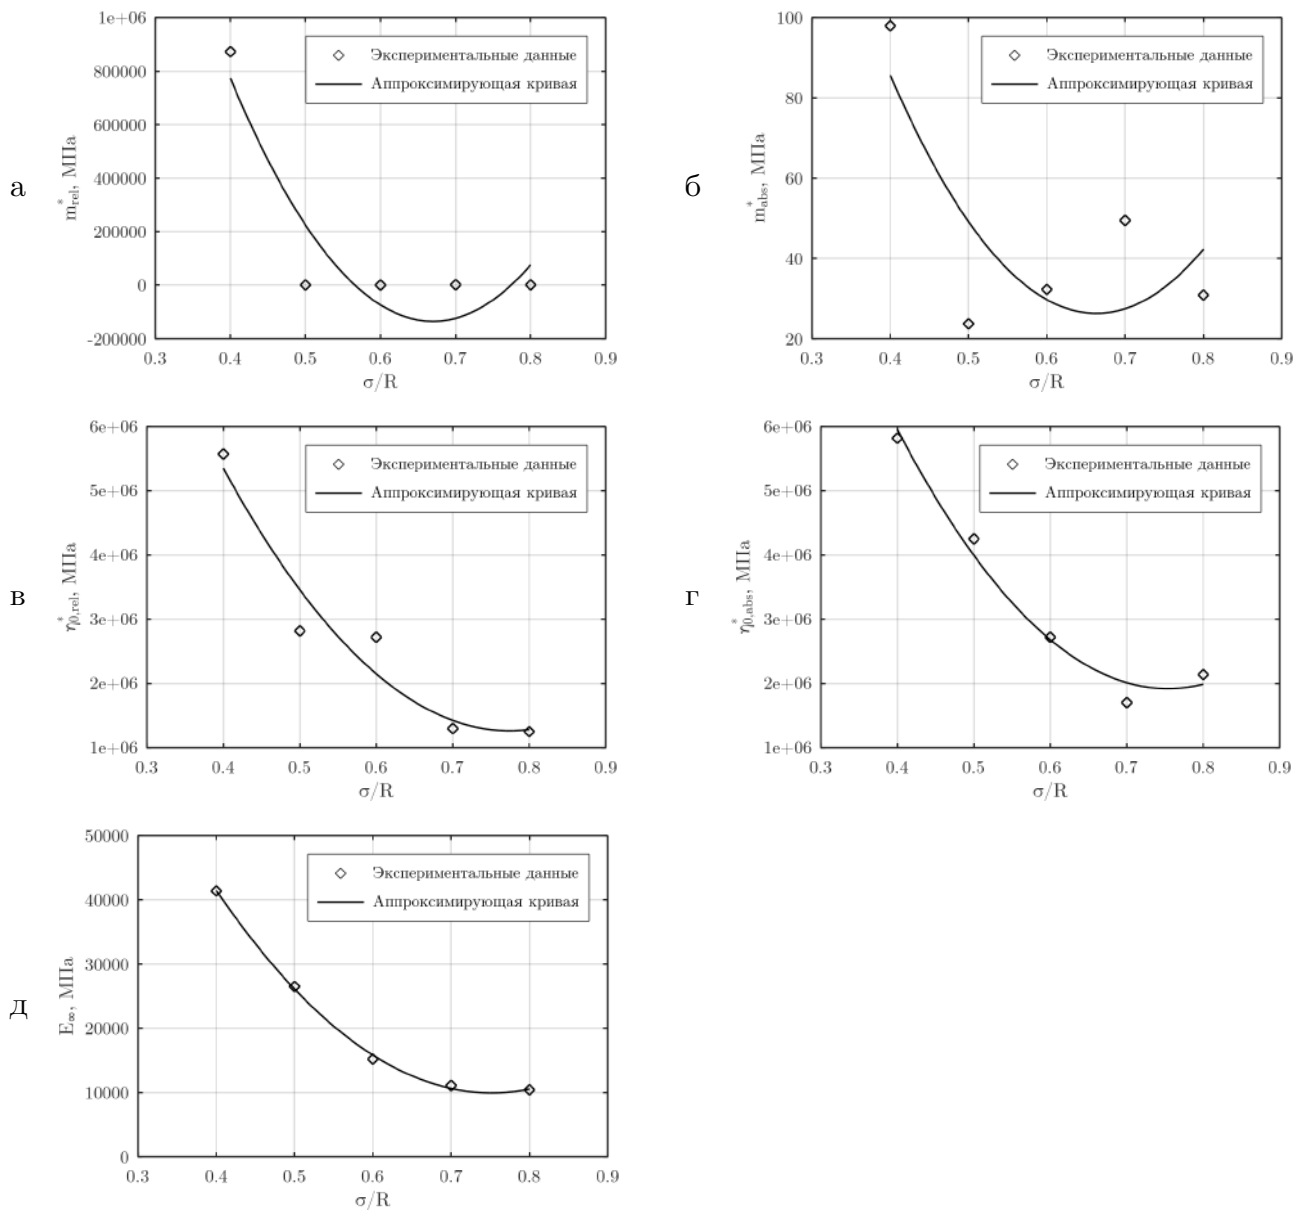 а
m*rel, МПа
1e+06
800000
600000
400000
200000
0
-200000
0.3 0.4 0.5 0.6 0.7 0.8 0.9
σ/R
Экспериментальные данные
Аппроксимирующая кривая
б
m*abs, МПа
100
80
60
40
20
0.3 0.4 0.5 0.6 0.7 0.8 0.9
σ/R
Экспериментальные данные
Аппроксимирующая кривая
в
η*0,rel, МПа
6e+06
5e+06
4e+06
3e+06
2e+06
1e+06
0.3 0.4 0.5 0.6 0.7 0.8 0.9
σ/R
Экспериментальные данные
Аппроксимирующая кривая
г
η*0,abs, МПа
6e+06
5e+06
4e+06
3e+06
2e+06
1e+06
0.3 0.4 0.5 0.6 0.7 0.8 0.9
σ/R
Экспериментальные данные
Аппроксимирующая кривая
д
E∞, МПа
50000
40000
30000
20000
10000
0
0.3 0.4 0.5 0.6 0.7 0.8 0.9
σ/R
Экспериментальные данные
Аппроксимирующая кривая